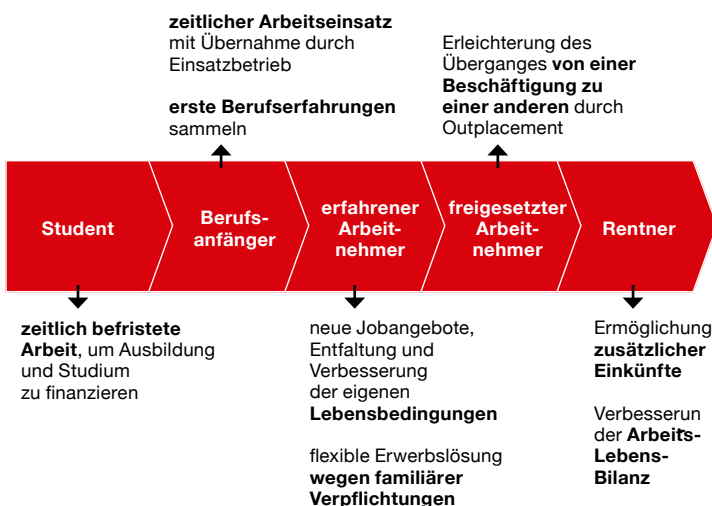 zeitlicher Arbeitseinsatz
mit Übernahme durch
Einsatzbetrieb
erste Berufserfahrungen
sammeln
Erleichterung des
Überganges von einer
Beschäftigung zu
einer anderen durch
Outplacement
Student
Berufs-
anfänger
erfahrener
Arbeit-
nehmer
freigesetzter
Arbeit-
nehmer
Rentner
zeitlich befristete
Arbeit, um Ausbildung
und Studium
zu finanzieren
neue Jobangebote,
Entfaltung und
Verbesserung
der eigenen
Lebensbedingungen
flexible Erwerbslösung
wegen familiärer
Verpflichtungen
Ermöglichung
zusätzlicher
Einkünfte
Verbesserun
der Arbeits-
Lebens-
Bilanz